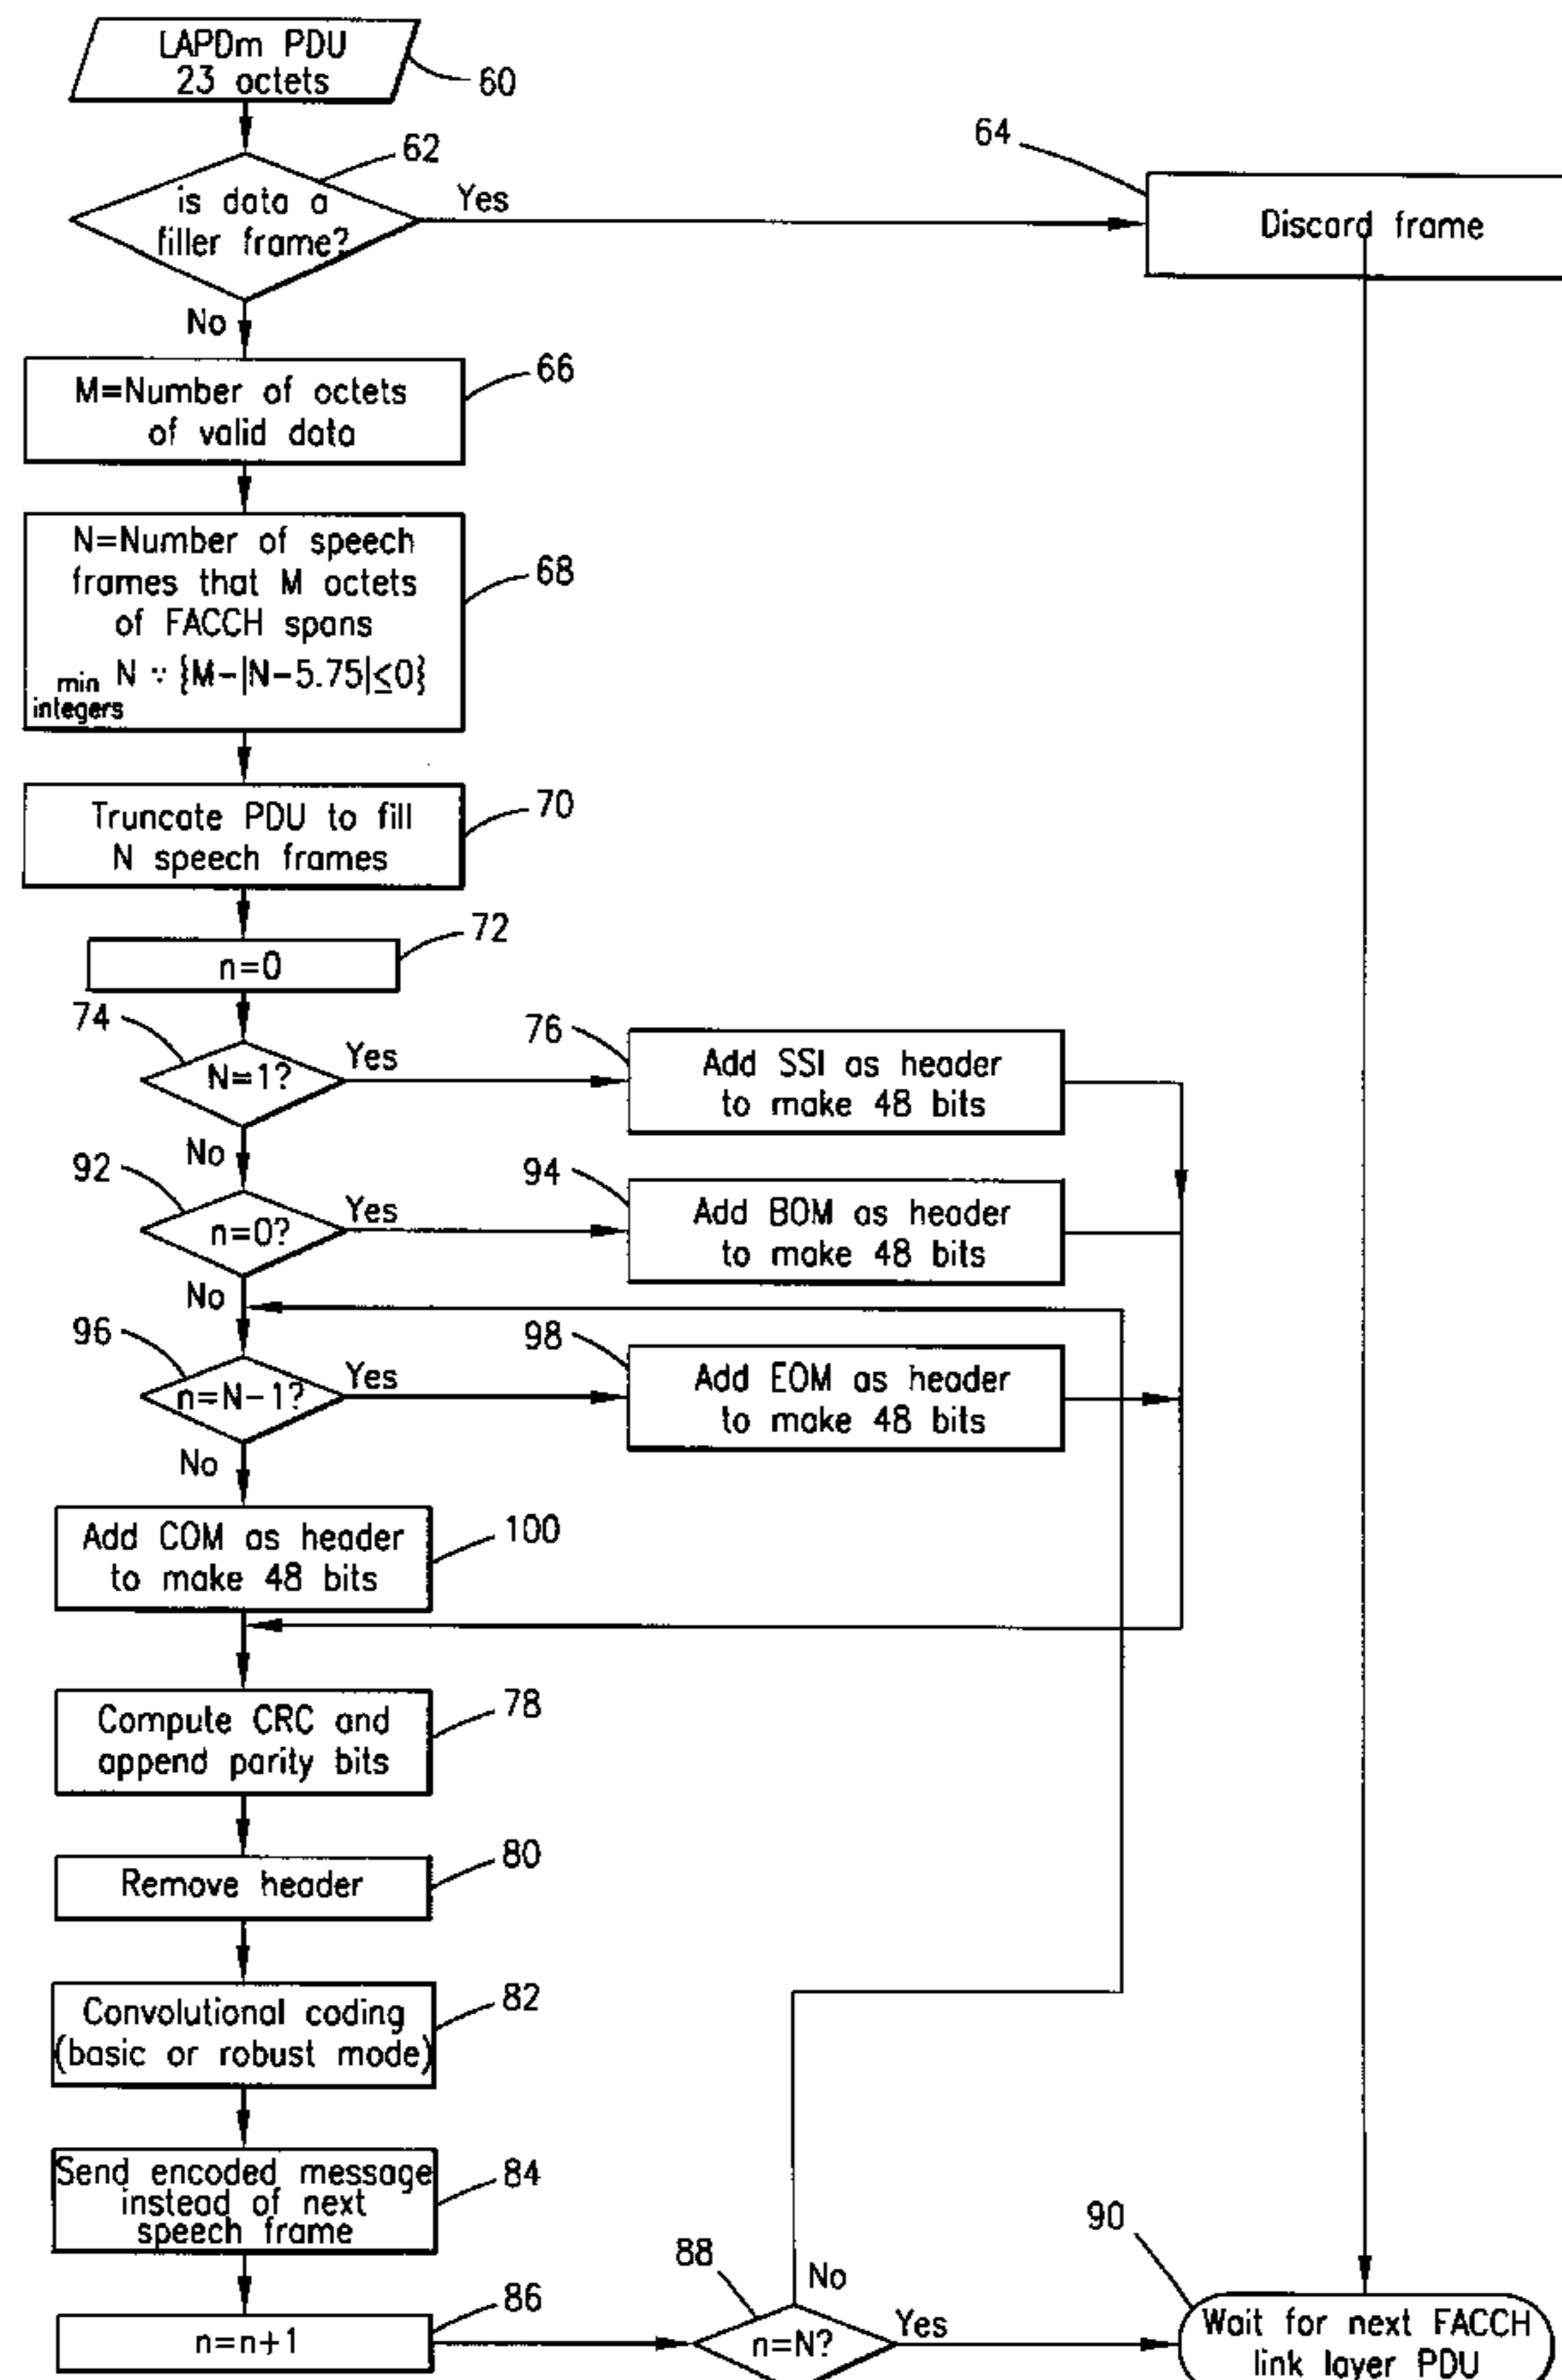 LAPDm PDU
23 octets
60
62
is data a
filler frame?
Yes
64
Discard frame
No
M=Number of octets
of valid data
66
N=Number of speech
frames that M octets
of FACCH spans
min
integers
N ∵ {M-|N-5.75|≤0}
68
Truncate PDU to fill
N speech frames
70
n=0
72
74
N=1?
Yes
76
Add SSI as header
to make 48 bits
No
92
n=0?
Yes
94
Add BOM as header
to make 48 bits
No
96
n=N-1?
Yes
98
Add EOM as header
to make 48 bits
No
Add COM as header
to make 48 bits
100
Compute CRC and
append parity bits
78
Remove header
80
Convolutional coding
(basic or robust mode)
82
Send encoded message
instead of next
speech frame
84
n=n+1
86
88
n=N?
No
Yes
90
Wait for next FACCH
link layer PDU